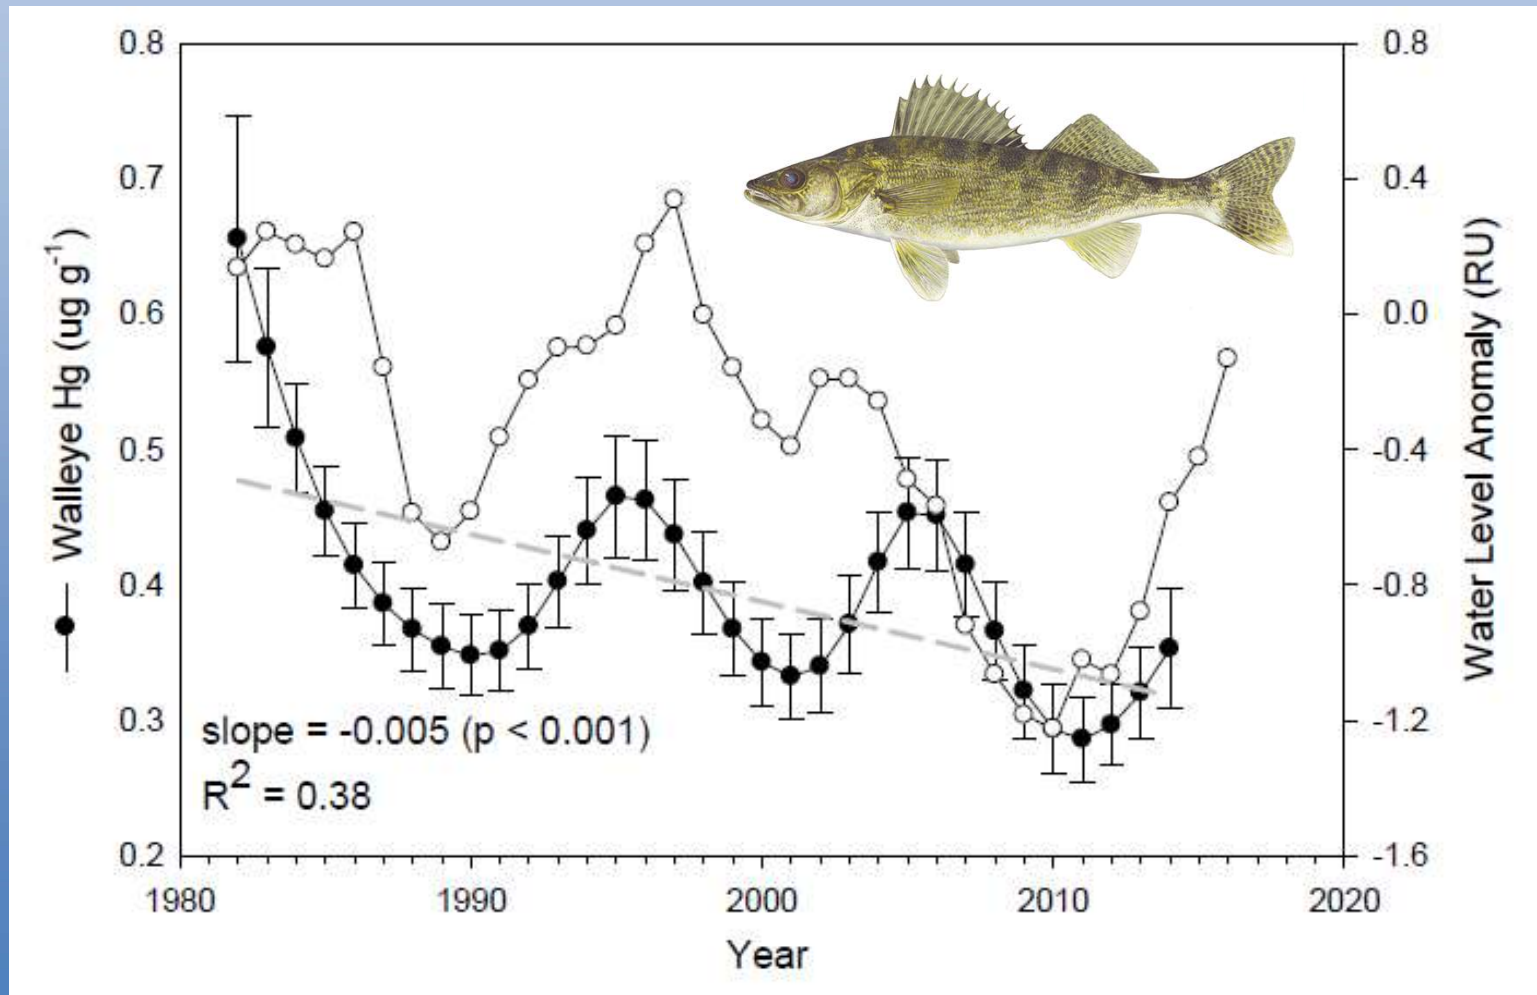 0.8
0.7
0.6
0.5
0.4
0.3
0.2
Walleye Hg (ug g-1)
0.8
0.4
0.0
-0.4
-0.8
-1.2
-1.6
Water Level Anomaly (RU)
slope = -0.005 (p < 0.001)
R2 = 0.38
1980 1990 2000 2010 2020
Year